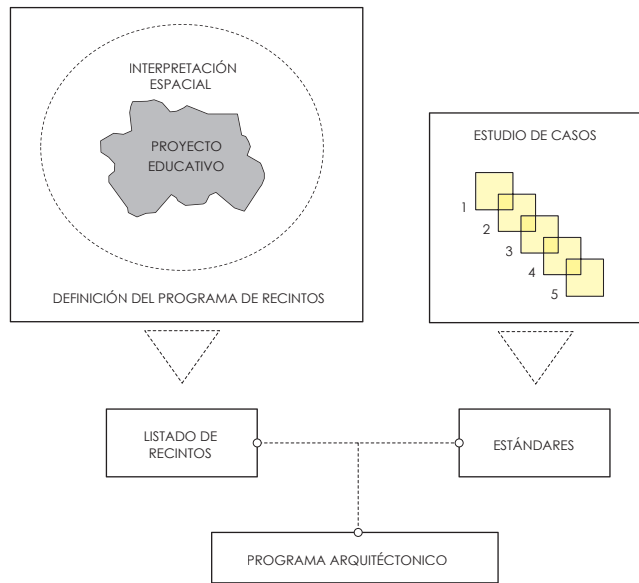 INTERPRETACIÓN
ESPACIAL
PROYECTO
EDUCATIVO
DEFINICIÓN DEL PROGRAMA DE RECINTOS
ESTUDIO DE CASOS
1
2
3
4
5
LISTADO DE
RECINTOS
ESTÁNDARES
PROGRAMA ARQUITÉCTONICO